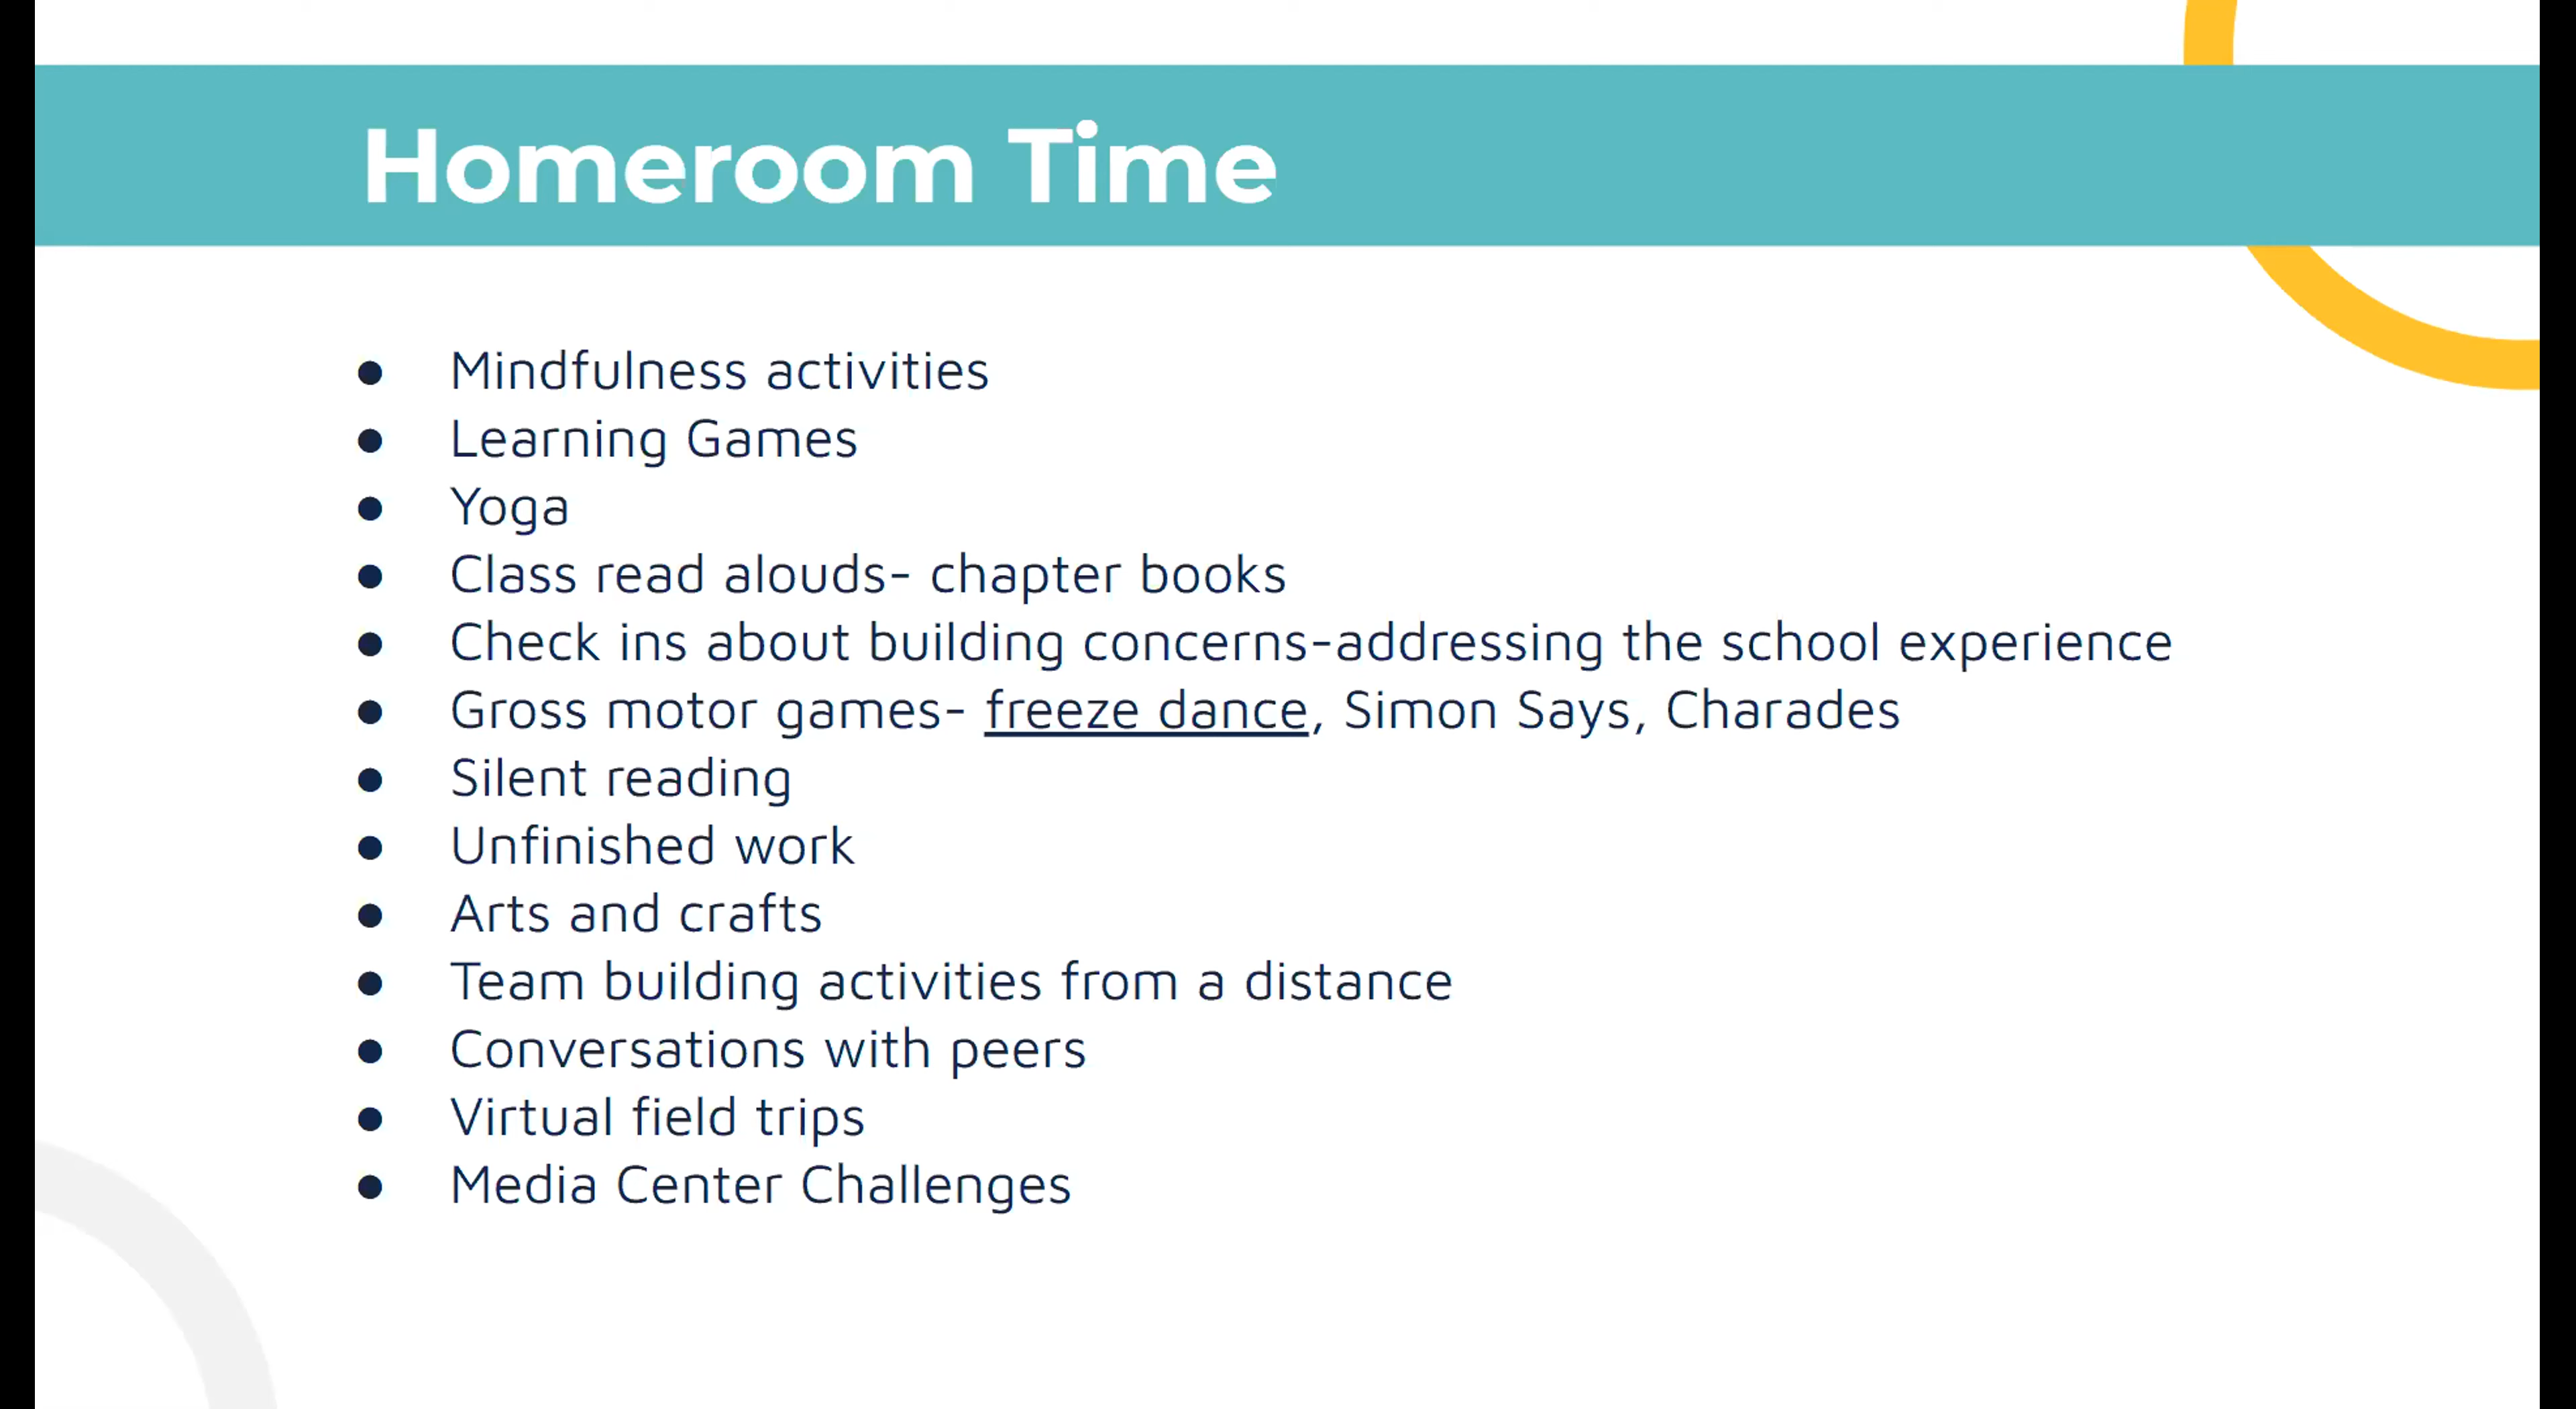 Homeroom Time
● Mindfulness activities
● Learning Games
● Yoga
● Class read alouds- chapter books
● Check ins about building concerns-addressing the school experience
● Gross motor games- freeze dance, Simon Says, Charades
● Silent reading
● Unfinished work
● Arts and crafts
● Team building activities from a distance
● Conversations with peers
● Virtual field trips
● Media Center Challenges